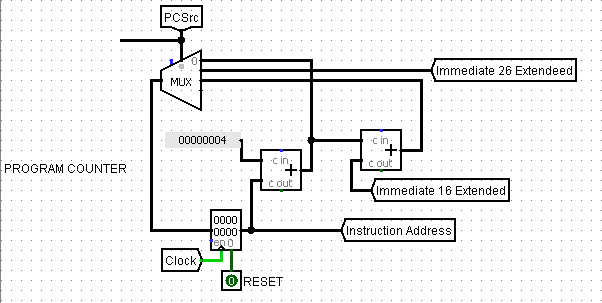 PCSrc
0
MUX
Immediate 26 Extendeed
00000004
c in
+
c out
c in
+
c out
PROGRAM COUNTER
Immediate 16 Extended
0000
0000
en 0
Instruction Address
Clock
0
RESET